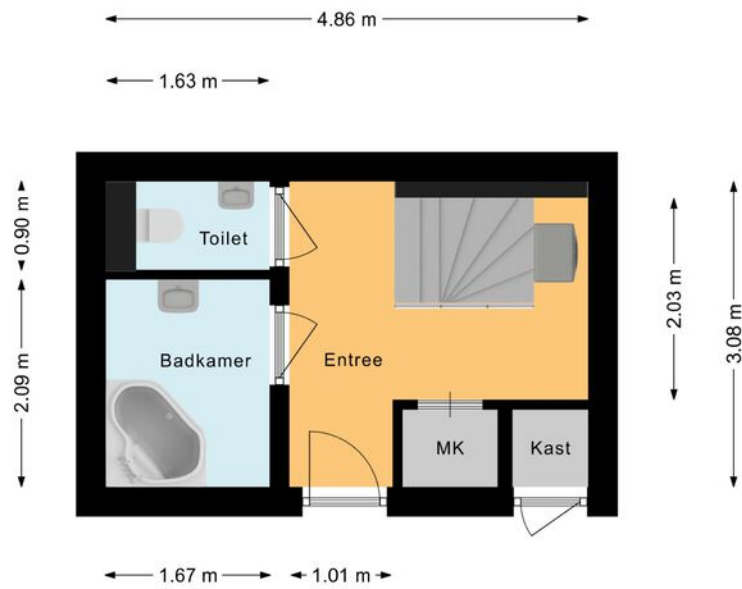 4.86 m
1.63 m
0.90 m
Toilet
2.03 m
3.08 m
Badkamer
Entree
2.09 m
MK
Kast
1.67 m
1.01 m